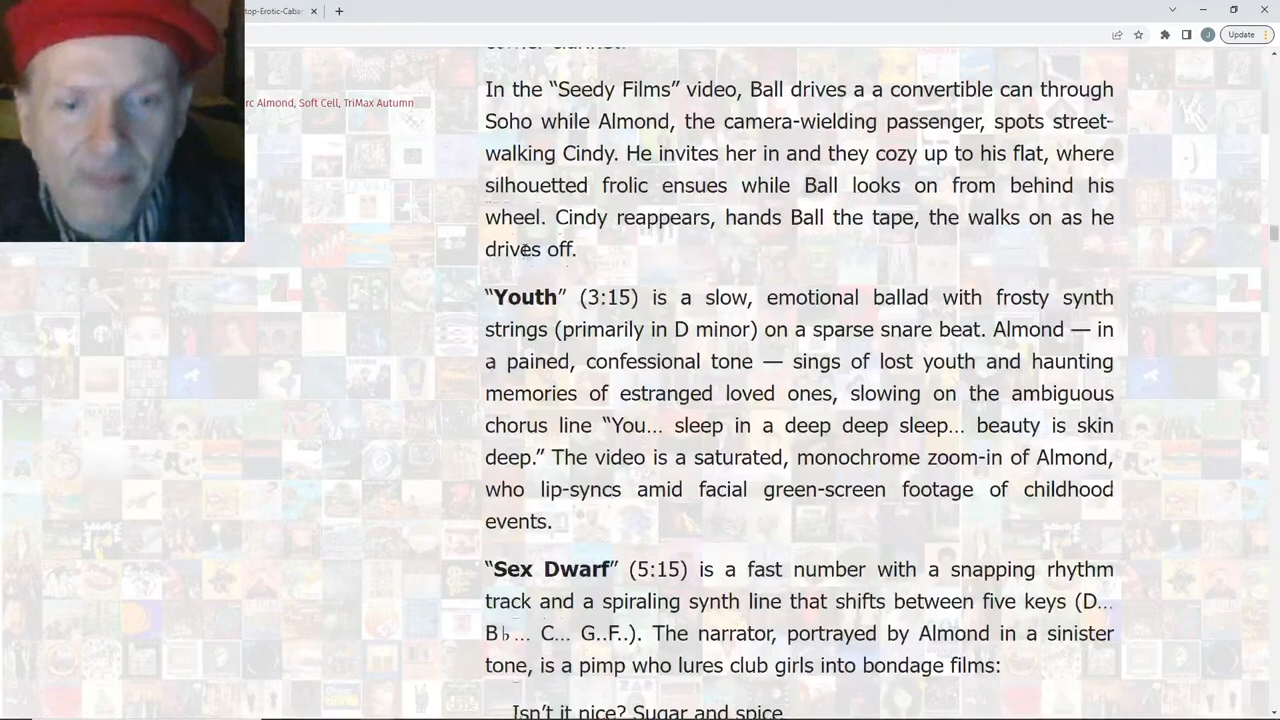 top-Erotic-Caba
Update
rc Almond, Soft Cell, TriMax Autumn
In the “Seedy Films” video, Ball drives a a convertible can through
Soho while Almond, the camera-wielding passenger, spots street-
walking Cindy. He invites her in and they cozy up to his flat, where
silhouetted frolic ensues while Ball looks on from behind his
wheel. Cindy reappears, hands Ball the tape, the walks on as he
drives off.
“Youth” (3:15) is a slow, emotional ballad with frosty synth
strings (primarily in D minor) on a sparse snare beat. Almond — in
a pained, confessional tone — sings of lost youth and haunting
memories of estranged loved ones, slowing on the ambiguous
chorus line “You… sleep in a deep deep sleep… beauty is skin
deep.” The video is a saturated, monochrome zoom-in of Almond,
who lip-syncs amid facial green-screen footage of childhood
events.
“Sex Dwarf” (5:15) is a fast number with a snapping rhythm
track and a spiraling synth line that shifts between five keys (D…
B♭… C… G..F..). The narrator, portrayed by Almond in a sinister
tone, is a pimp who lures club girls into bondage films:
Isn’t it nice? Sugar and spice